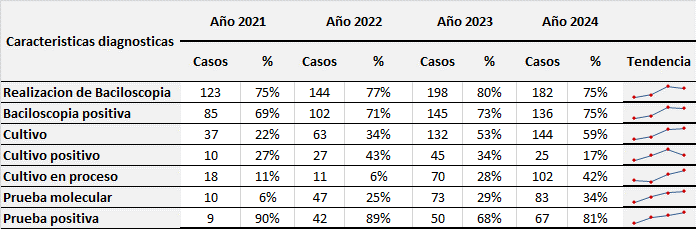 Año 2021 Año 2022 Año 2023 Año 2024
Caracteristicas diagnosticas
Casos % Casos % Casos % Casos % Tendencia
Realizacion de Baciloscopia 123 75% 144 77% 198 80% 182 75%
Baciloscopia positiva 85 69% 102 71% 145 73% 136 75%
Cultivo 37 22% 63 34% 132 53% 144 59%
Cultivo positivo 10 27% 27 43% 45 34% 25 17%
Cultivo en proceso 18 11% 11 6% 70 28% 102 42%
Prueba molecular 10 6% 47 25% 73 29% 83 34%
Prueba positiva 9 90% 42 89% 50 68% 67 81%